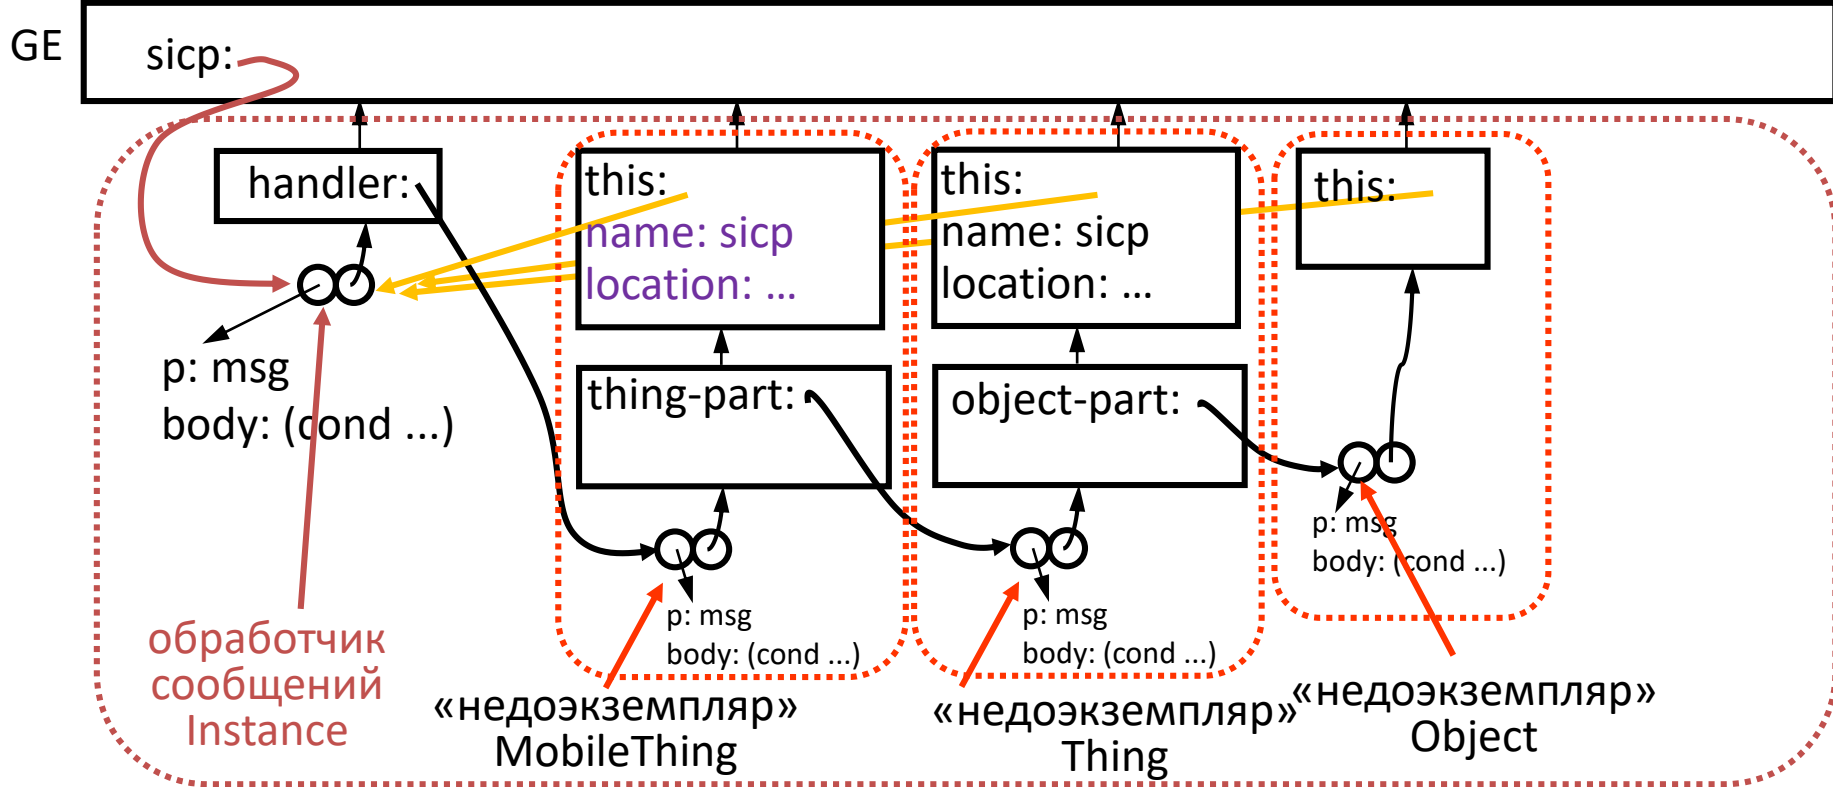 GE
sicp:
handler:
p: msg
body: (cond ...)
обработчик
сообщений
Instance
this:
name: sicp
location: ...
thing-part:
p: msg
body: (cond ...)
«недоэкземпляр»
MobileThing
this:
name: sicp
location: ...
object-part:
p: msg
body: (cond ...)
«недоэкземпляр»
Thing
this:
p: msg
body: (cond ...)
«недоэкземпляр»
Object